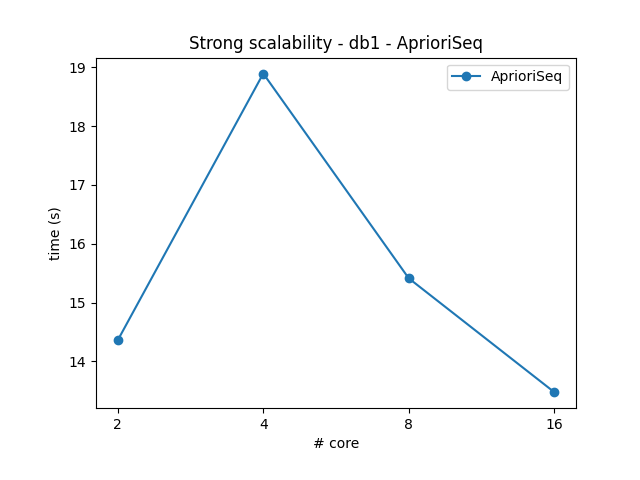 Strong scalability - db1 - AprioriSeq
AprioriSeq
19
18
17
16
15
14
time (s)
2 4 8 16
# core